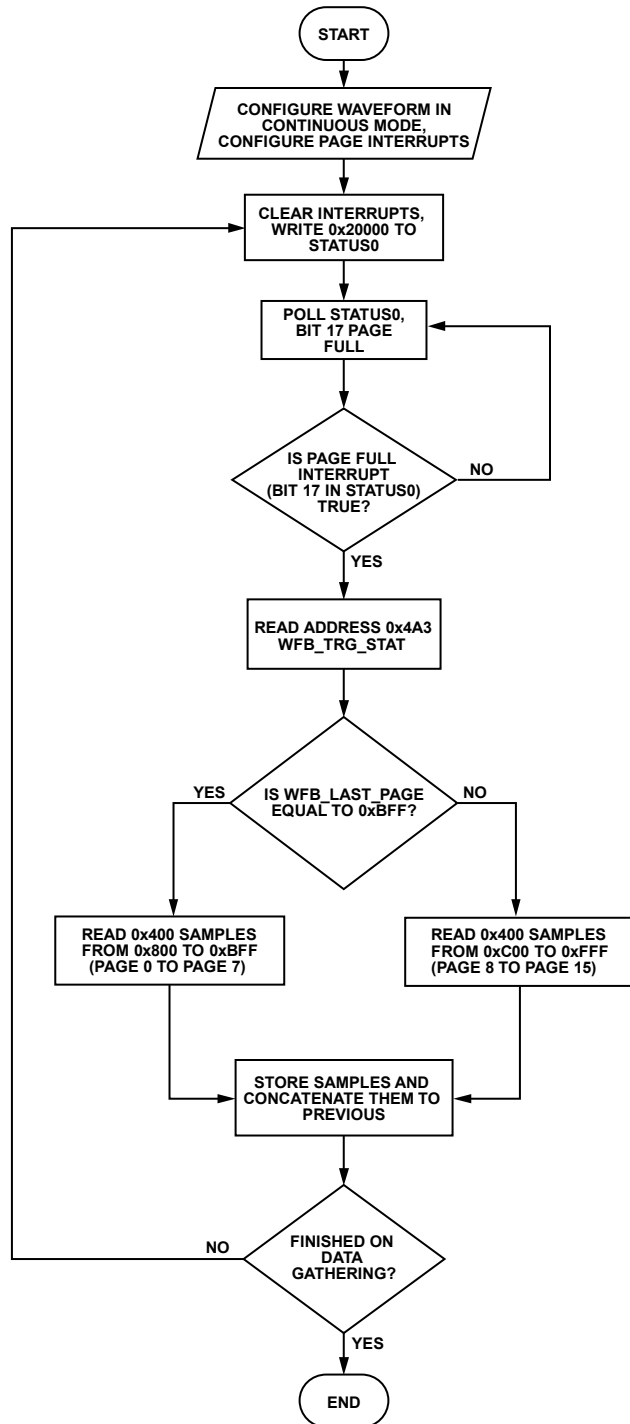 START
CONFIGURE WAVEFORM IN
CONTINUOUS MODE,
CONFIGURE PAGE INTERRUPTS
CLEAR INTERRUPTS,
WRITE 0x20000 TO
STATUS0
POLL STATUS0,
BIT 17 PAGE
FULL
IS PAGE FULL
INTERRUPT
(BIT 17 IN STATUS0)
TRUE?
NO
YES
READ ADDRESS 0x4A3
WFB_TRG_STAT
IS WFB_LAST_PAGE
EQUAL TO 0xBFF?
YES
NO
READ 0x400 SAMPLES
FROM 0x800 TO 0xBFF
(PAGE 0 TO PAGE 7)
READ 0x400 SAMPLES
FROM 0xC00 TO 0xFFF
(PAGE 8 TO PAGE 15)
STORE SAMPLES AND
CONCATENATE THEM TO
PREVIOUS
FINISHED ON
DATA
GATHERING?
NO
YES
END